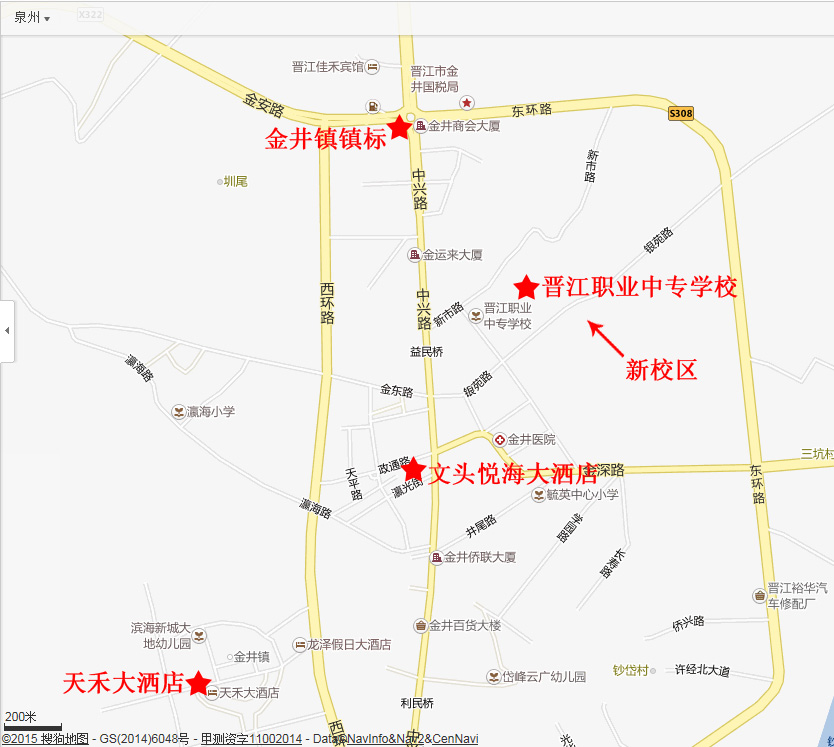 泉州
X322
晋江佳禾宾馆
晋江市金
井国税局
金安路
东环路
S308
金井镇镇标
金井商会大厦
新市路
圳尾
中兴路
银苑路
金运来大厦
西环路
中兴路
晋江职业中专学校
新市路
晋江职业
中专学校
益民桥
新校区
瀛海路
金东路
银苑路
瀛海小学
金井医院
三坑村
政通路
文头悦海大酒店
金深路
天平路
瀛光街
东环路
毓英中心小学
瀛海路
井尾路
学园路
金井侨联大厦
长寿路
晋江裕华汽
车修配厂
滨海新城大
地幼儿园
金井百货大楼
侨兴路
龙泽假日大酒店
金井镇
钞岱村
许经北大道
岱峰云广幼儿园
天禾大酒店
天禾大酒店
利民桥
200米
西环
中
©2015 搜狗地图 - GS(2014)6048号 - 甲测资字11002014 - Data&NavInfo&Nav2&CenNavi